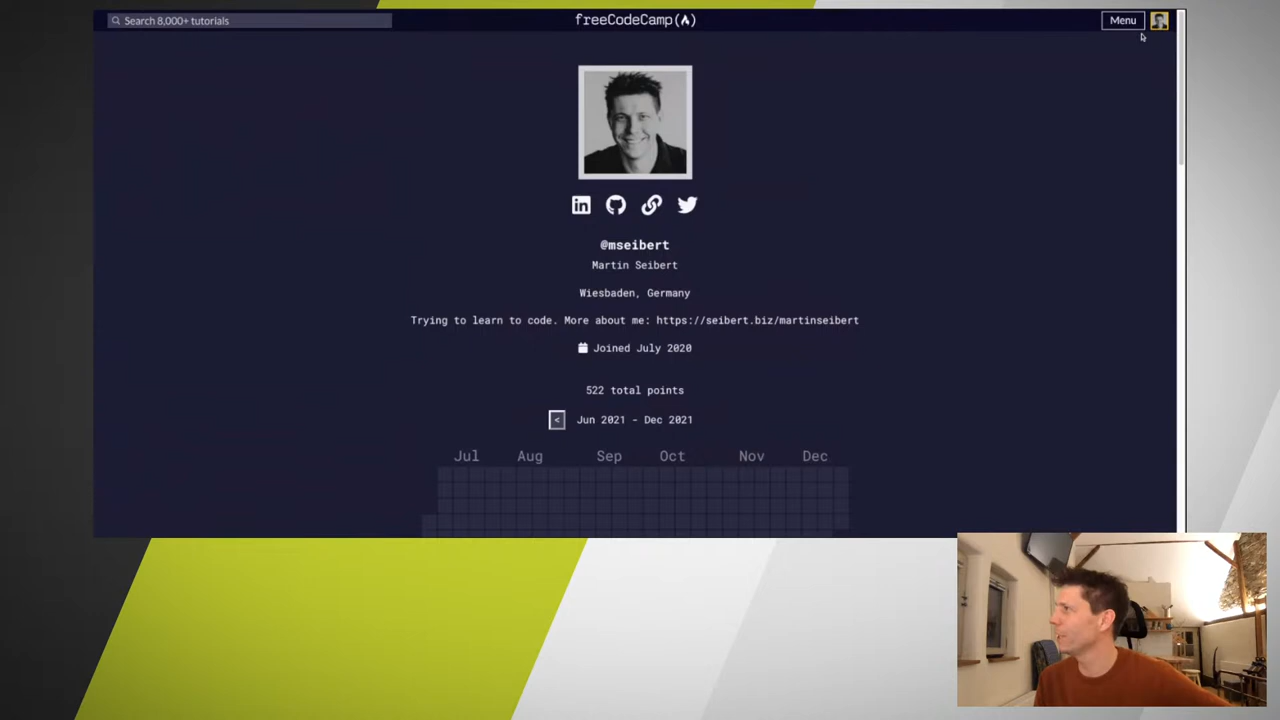 Search 8,000+ tutorials
freeCodeCamp
Menu
in
@mseibert
Martin Seibert
Wiesbaden, Germany
Trying to learn to code. More about me: https://seibert.biz/martinseibert
Joined July 2020
522 total points
< Jun 2021 - Dec 2021
Jul Aug Sep Oct Nov Dec